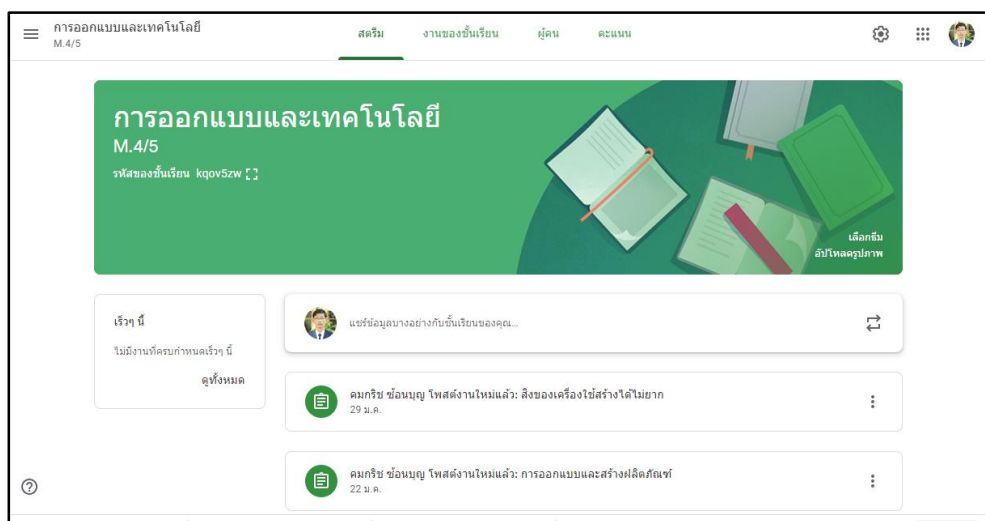 การออกแบบและเทคโนโลยี
M.4/5
สตรีม งานของชั้นเรียน ผู้คน คะแนน
การออกแบบและเทคโนโลยี
M.4/5
รหัสของชั้นเรียน kqov5zw
เลือกธีม
อัปโหลดรูปภาพ
เร็วๆ นี้
ไม่มีงานที่ครบกำหนดเร็วๆ นี้
ดูทั้งหมด
แชร์ข้อมูลบางอย่างกับชั้นเรียนของคุณ...
คมกริช ซ้อนบุญ โพสต์งานใหม่แล้ว: สิ่งของเครื่องใช้สร้างได้ไม่ยาก
29 ม.ค.
คมกริช ซ้อนบุญ โพสต์งานใหม่แล้ว: การออกแบบและสร้างผลิตภัณฑ์
22 ม.ค.